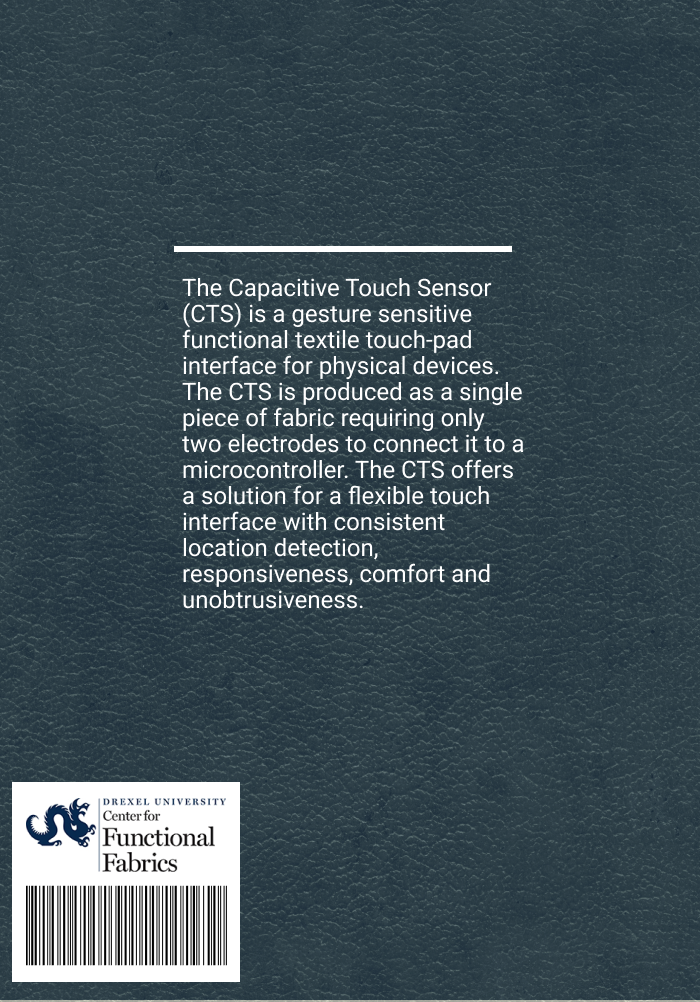 The Capacitive Touch Sensor
(CTS) is a gesture sensitive
functional textile touch-pad
interface for physical devices.
The CTS is produced as a single
piece of fabric requiring only
two electrodes to connect it to a
microcontroller. The CTS offers
a solution for a flexible touch
interface with consistent
location detection,
responsiveness, comfort and
unobtrusiveness.
DREXEL UNIVERSITY
Center for
Functional
Fabrics